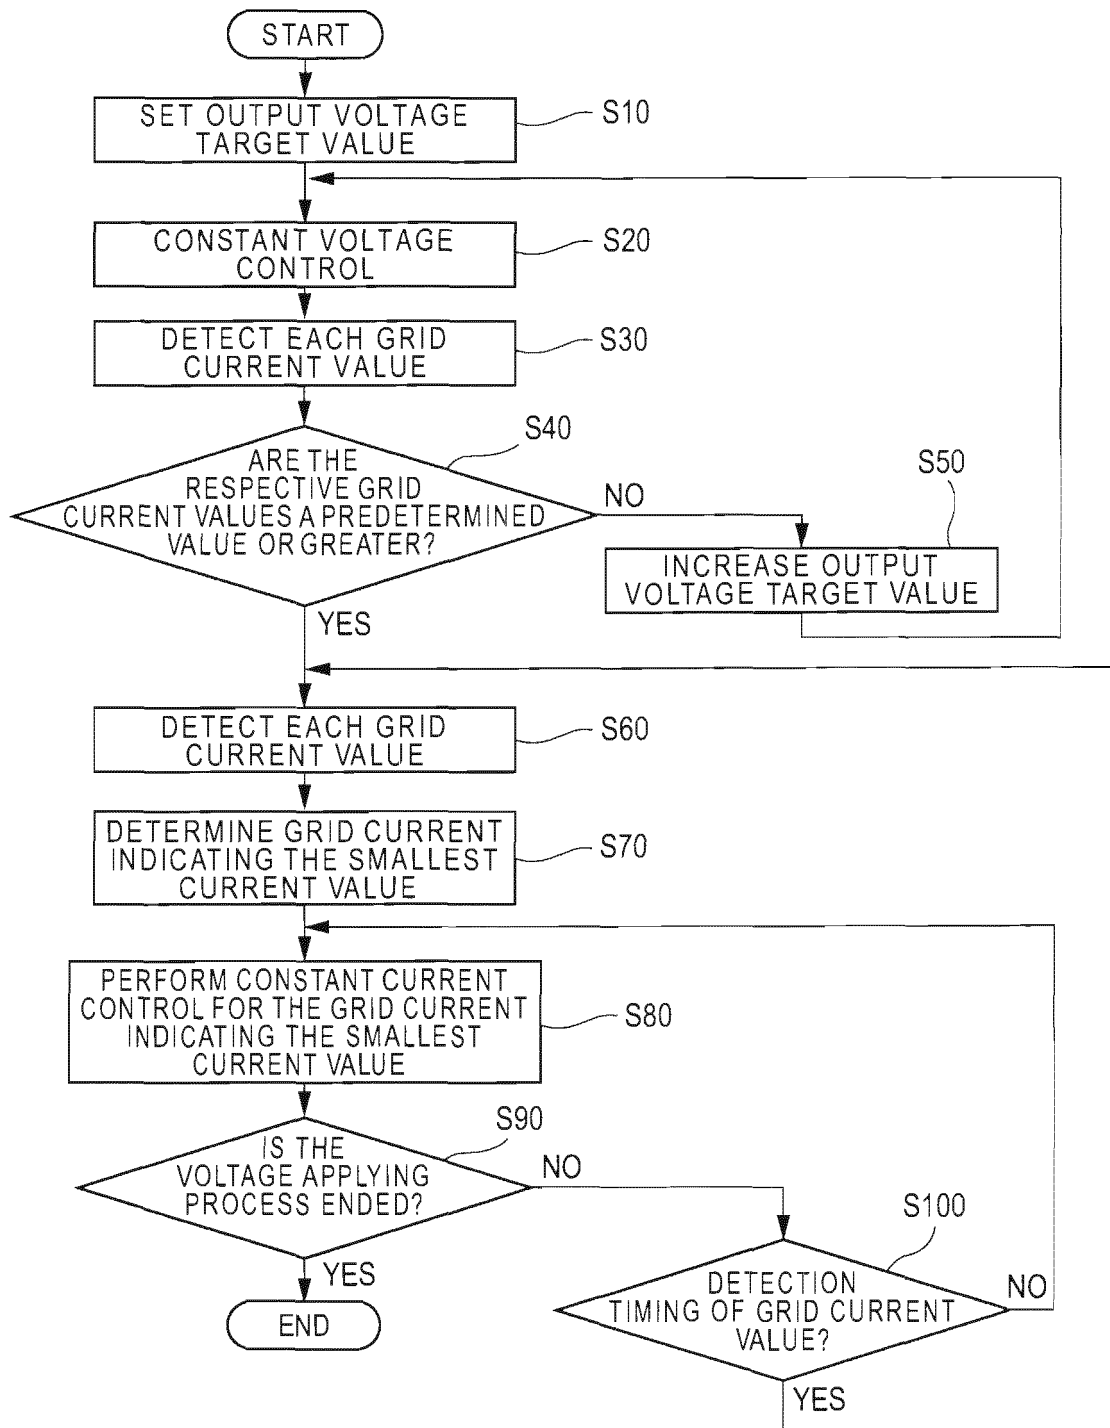 START
SET OUTPUT VOLTAGE
TARGET VALUE
S10
CONSTANT VOLTAGE
CONTROL
S20
DETECT EACH GRID
CURRENT VALUE
S30
ARE THE
RESPECTIVE GRID
CURRENT VALUES A PREDETERMINED
VALUE OR GREATER?
S40
NO
YES
S50
INCREASE OUTPUT
VOLTAGE TARGET VALUE
DETECT EACH GRID
CURRENT VALUE
S60
DETERMINE GRID CURRENT
INDICATING THE SMALLEST
CURRENT VALUE
S70
PERFORM CONSTANT CURRENT
CONTROL FOR THE GRID CURRENT
INDICATING THE SMALLEST
CURRENT VALUE
S80
IS THE
VOLTAGE APPLYING
PROCESS ENDED?
S90
NO
YES
END
S100
DETECTION
TIMING OF GRID CURRENT
VALUE?
NO
YES